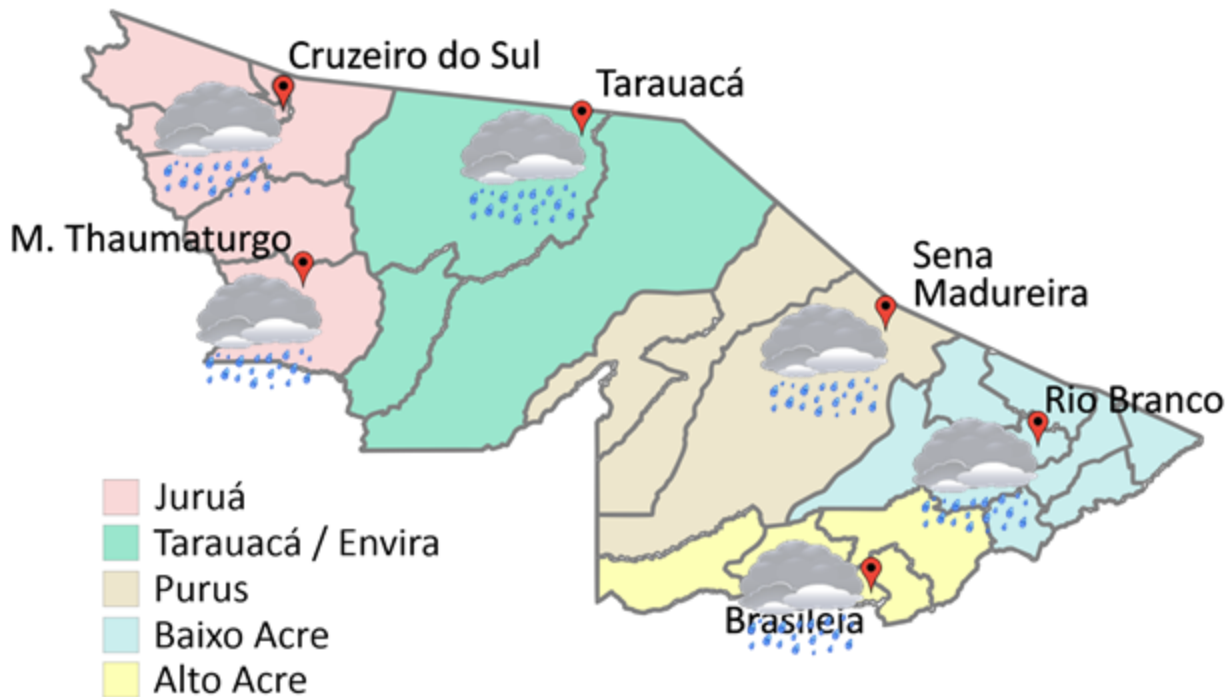 Cruzeiro do Sul
Tarauacá
M. Thaumaturgo
Sena
Madureira
Rio Branco
Brasileia
Juruá
Tarauacá / Envira
Purus
Baixo Acre
Alto Acre